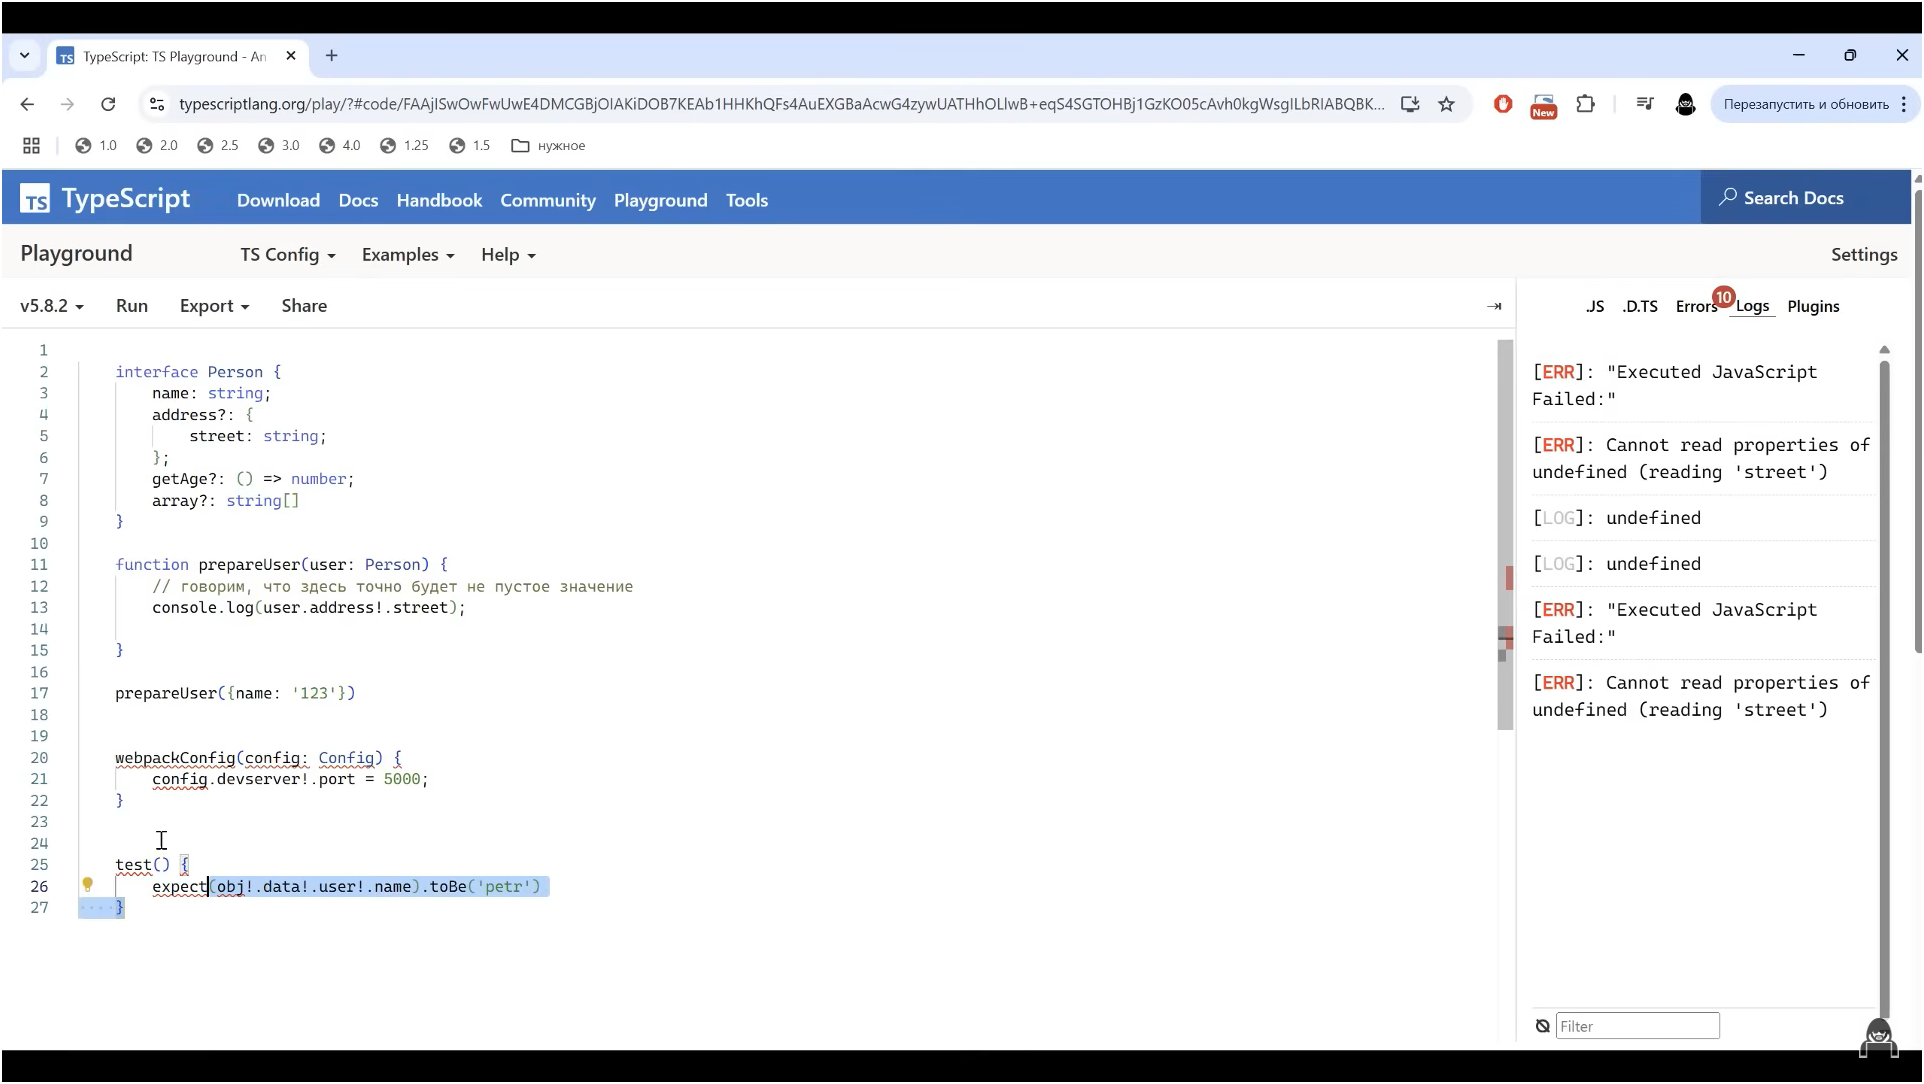 TypeScript: TS Playground - An
typescriptlang.org/play/?#code/FAAjISwOwFwUwE4DMCGBjOIAKiDOB7KEAb1HHKhQFs4AuEXGBaAcwG4zywUATHhOLlwB+eqS4SGTOHBj1GzKO05cAvh0kgWsgILbRIABQBK...
New
Перезапустить и обновить
1.0 2.0 2.5 3.0 4.0 1.25 1.5 нужное
TS TypeScript Download Docs Handbook Community Playground Tools Search Docs
Playground TS Config Examples Help Settings
v5.8.2 Run Export Share
.JS .D.TS Errors 10 Logs Plugins
1
2 interface Person {
3 name: string;
4 address?: {
5 street: string;
6 };
7 getAge?: () => number;
8 array?: string[]
9 }
10
11 function prepareUser(user: Person) {
12 // говорим, что здесь точно будет не пустое значение
13 console.log(user.address!.street);
14
15 }
16
17 prepareUser({name: '123'})
18
19
20 webpackConfig(config: Config) {
21 config.devserver!.port = 5000;
22 }
23
24
25 test() {
26 expect(obj!.data!.user!.name).toBe('petr')
27 }
[ERR]: "Executed JavaScript
Failed:"
[ERR]: Cannot read properties of
undefined (reading 'street')
[LOG]: undefined
[LOG]: undefined
[ERR]: "Executed JavaScript
Failed:"
[ERR]: Cannot read properties of
undefined (reading 'street')
Filter